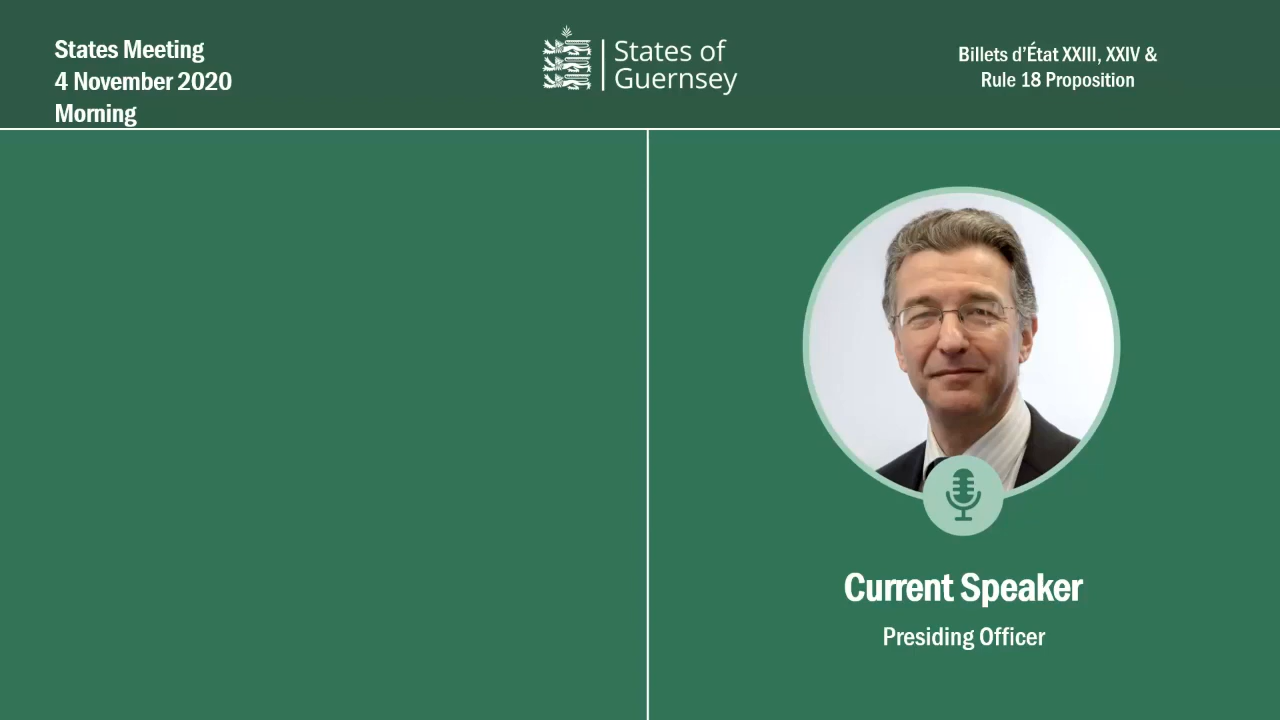 States Meeting
4 November 2020
Morning
States of
Guernsey
Billets d'État XXIII, XXIV &
Rule 18 Proposition
Current Speaker
Presiding Officer